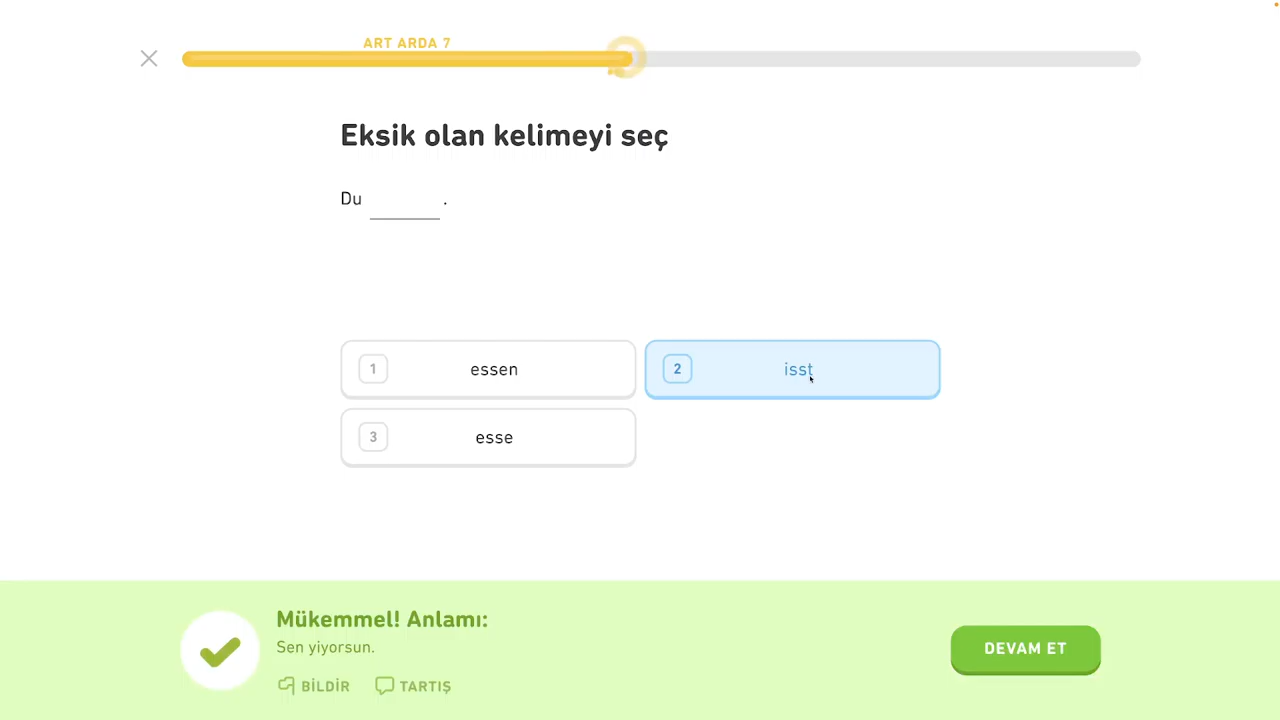 ART ARDA 7
Eksik olan kelimeyi seç
Du ______ .
1 essen
2 isst
3 esse
Mükemmel! Anlamı:
Sen yiyorsun.
BİLDİR TARTIŞ
DEVAM ET